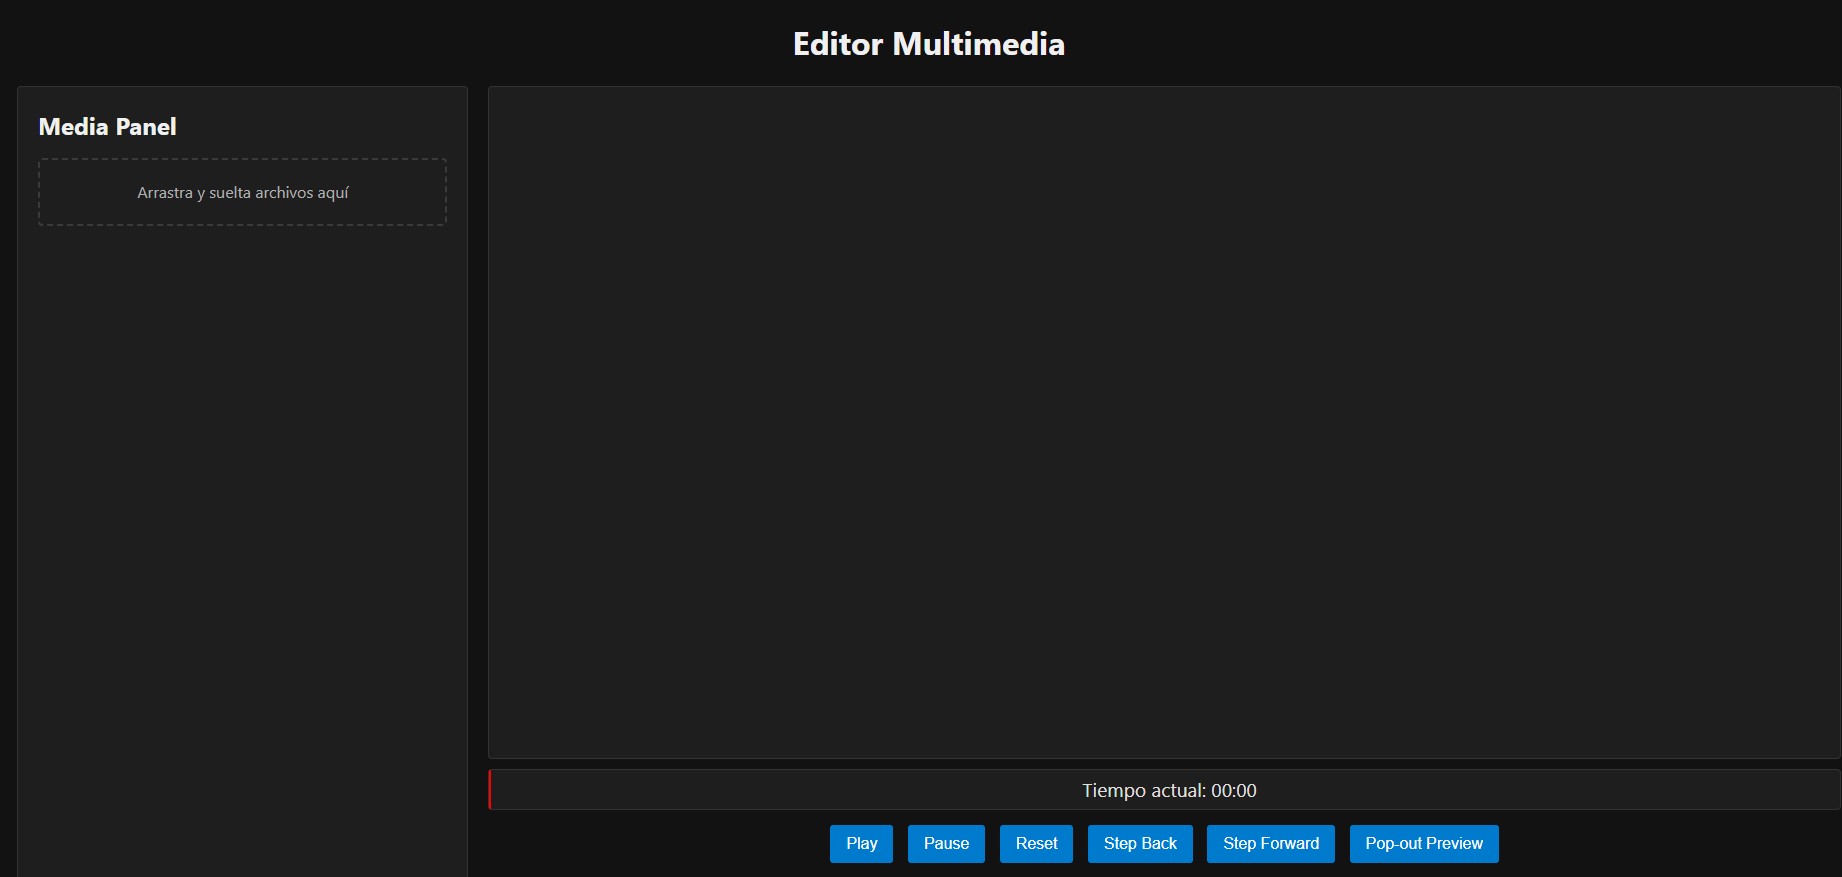 Editor Multimedia
Media Panel
Arrastra y suelta archivos aquí
Tiempo actual: 00:00
Play Pause Reset Step Back Step Forward Pop-out Preview